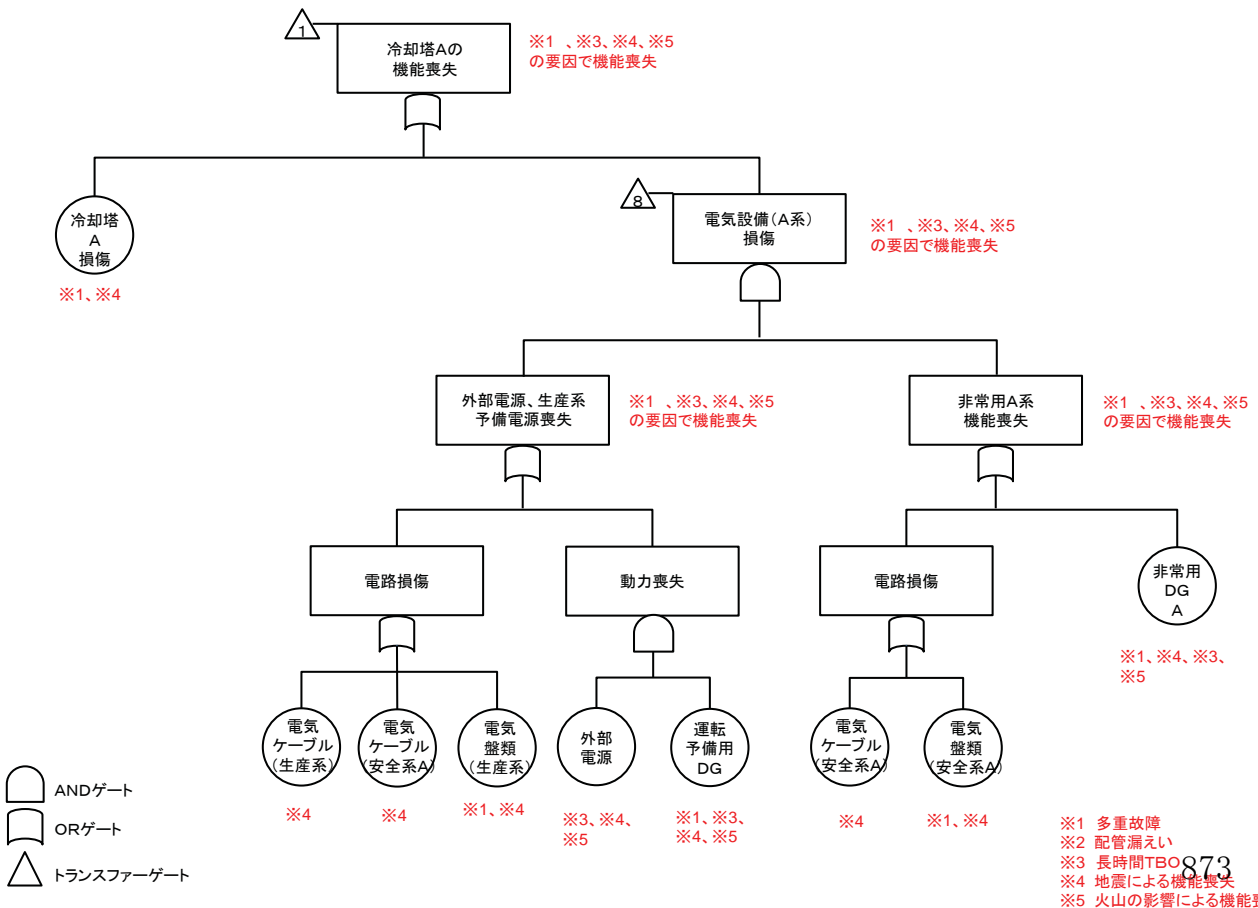 1
冷却塔Aの
機能喪失
※1 、※3、※4、※5
の要因で機能喪失
冷却塔
A
損傷
※1、※4
8
電気設備（A系）
損傷
※1 、※3、※4、※5
の要因で機能喪失
外部電源、生産系
予備電源喪失
※1 、※3、※4、※5
の要因で機能喪失
非常用A系
機能喪失
※1 、※3、※4、※5
の要因で機能喪失
電路損傷
動力喪失
電路損傷
非常用
DG
A
※1、※4、※3、
※5
電気
ケーブル
（生産系）
※4
電気
ケーブル
（安全系A）
※4
電気
盤類
（生産系）
※1、※4
外部
電源
※3、※4、
※5
運転
予備用
DG
※1、※3、
※4、※5
電気
ケーブル
（安全系A）
※4
電気
盤類
（安全系A）
※1、※4
ANDゲート
ORゲート
トランスファーゲート
※1 多重故障
※2 配管漏えい
※3 長時間TBO
※4 地震による機能喪失
※5 火山の影響による機能
873